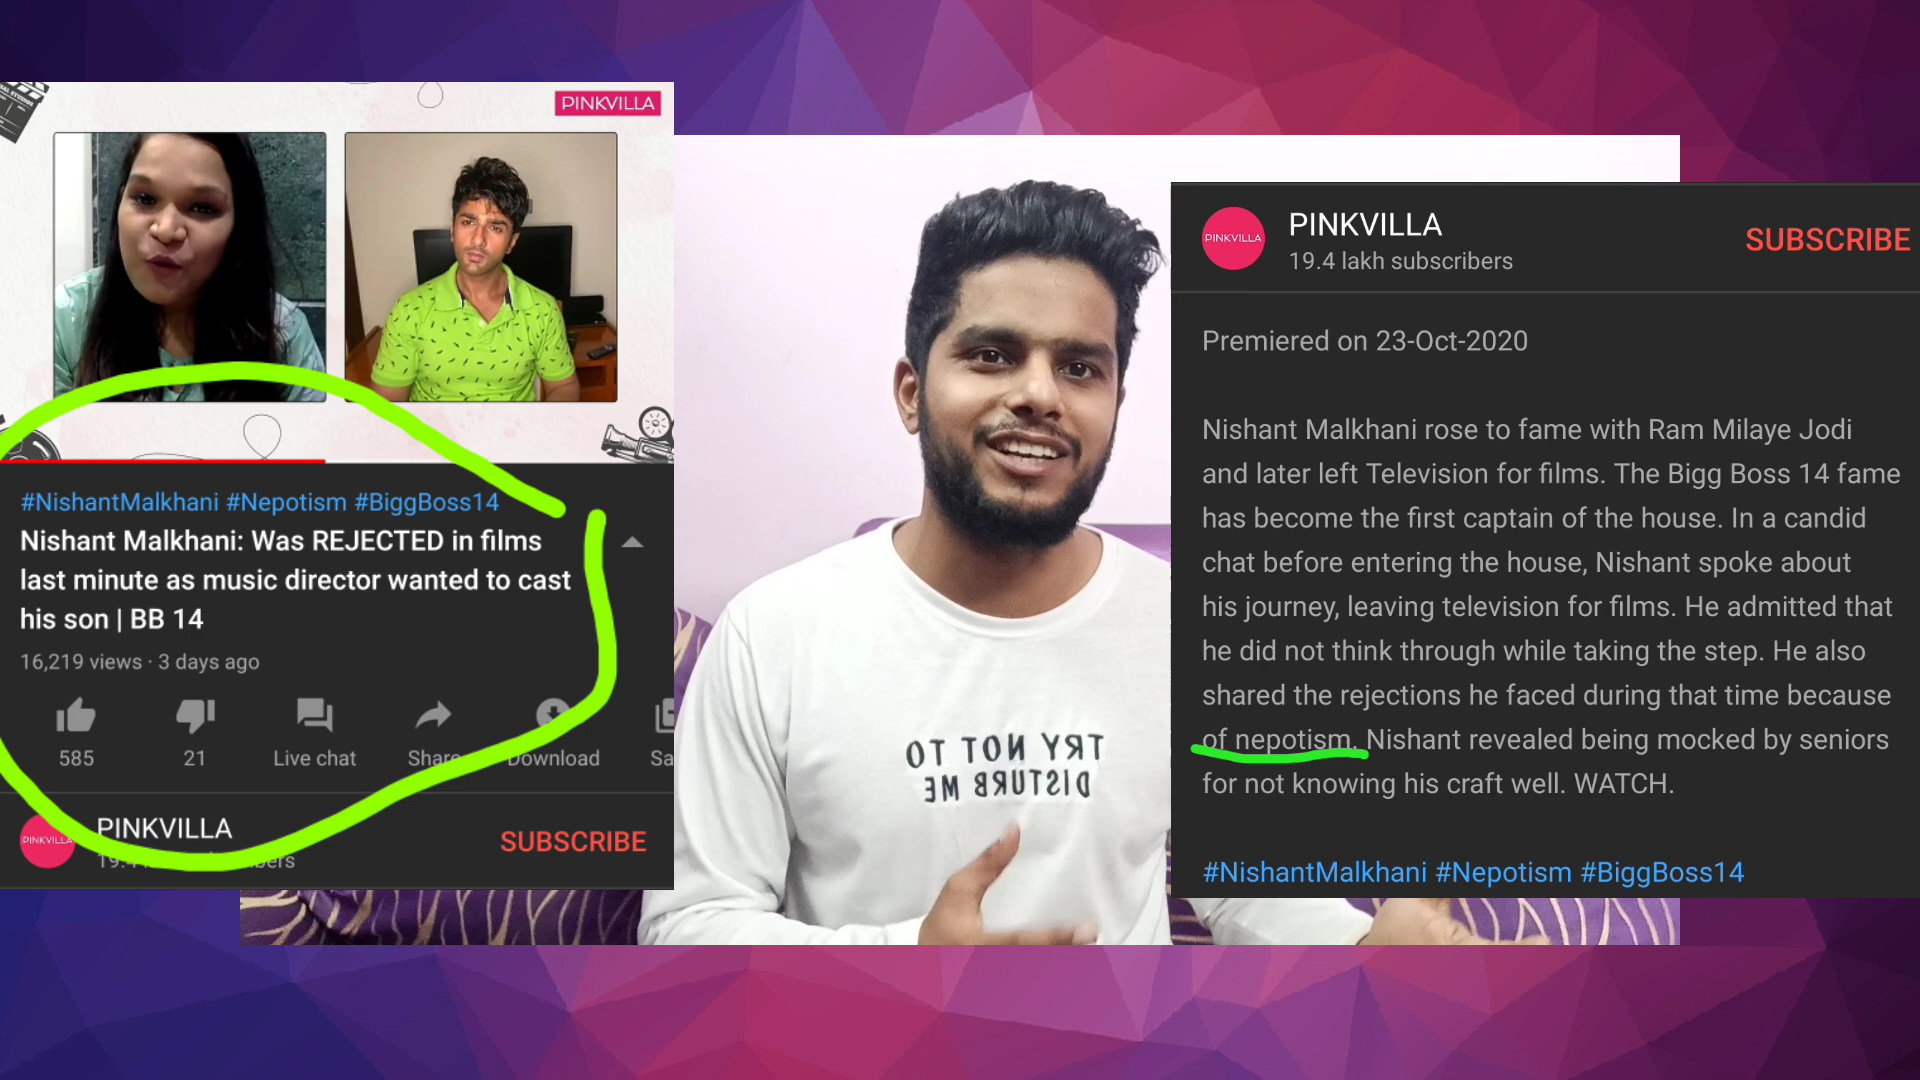 PINKVILLA
#NishantMalkhani #Nepotism #BiggBoss14
Nishant Malkhani: Was REJECTED in films
last minute as music director wanted to cast
his son | BB 14
16,219 views · 3 days ago
585
21
Live chat
Share
Download
Sa
PINKVILLA
PINKVILLA
SUBSCRIBE
TRY NOT TO
DISTURB ME
PINKVILLA
PINKVILLA
19.4 lakh subscribers
SUBSCRIBE
Premiered on 23-Oct-2020
Nishant Malkhani rose to fame with Ram Milaye Jodi
and later left Television for films. The Bigg Boss 14 fame
has become the first captain of the house. In a candid
chat before entering the house, Nishant spoke about
his journey, leaving television for films. He admitted that
he did not think through while taking the step. He also
shared the rejections he faced during that time because
of nepotism. Nishant revealed being mocked by seniors
for not knowing his craft well. WATCH.
#NishantMalkhani #Nepotism #BiggBoss14